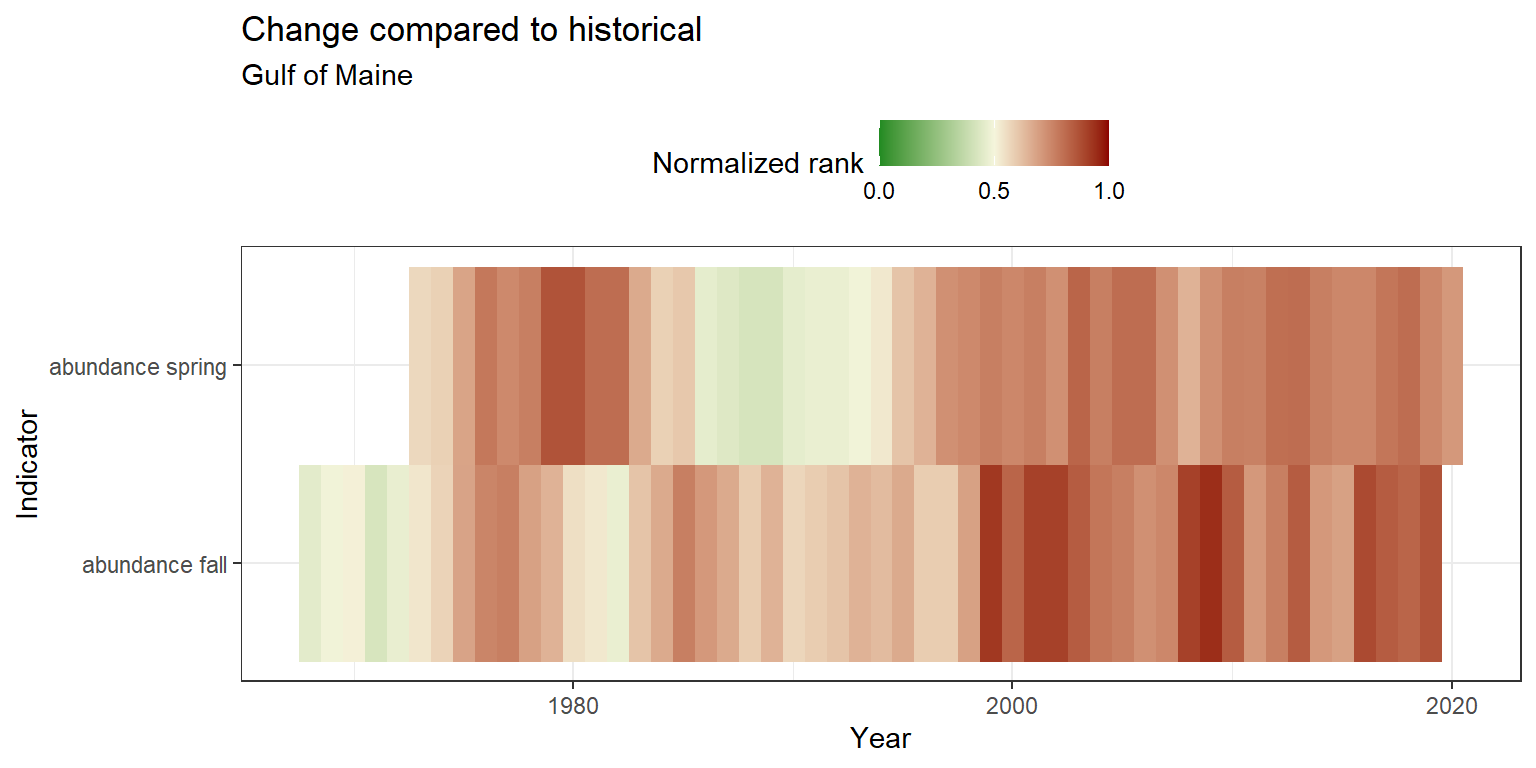 Change compared to historical
Gulf of Maine
Normalized rank
0.0 0.5 1.0
abundance spring
abundance fall
Indicator
1980 2000 2020
Year